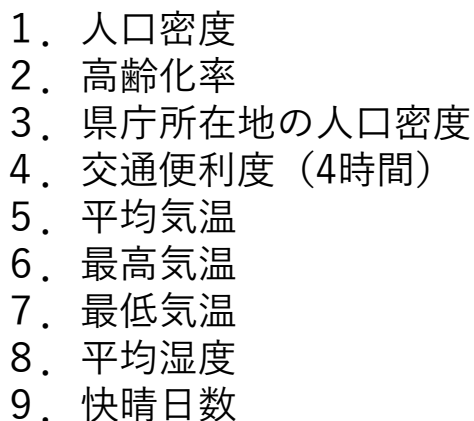 1．人口密度
2．高齢化率
3．県庁所在地の人口密度
4．交通便利度（4時間）
5．平均気温
6．最高気温
7．最低気温
8．平均湿度
9．快晴日数